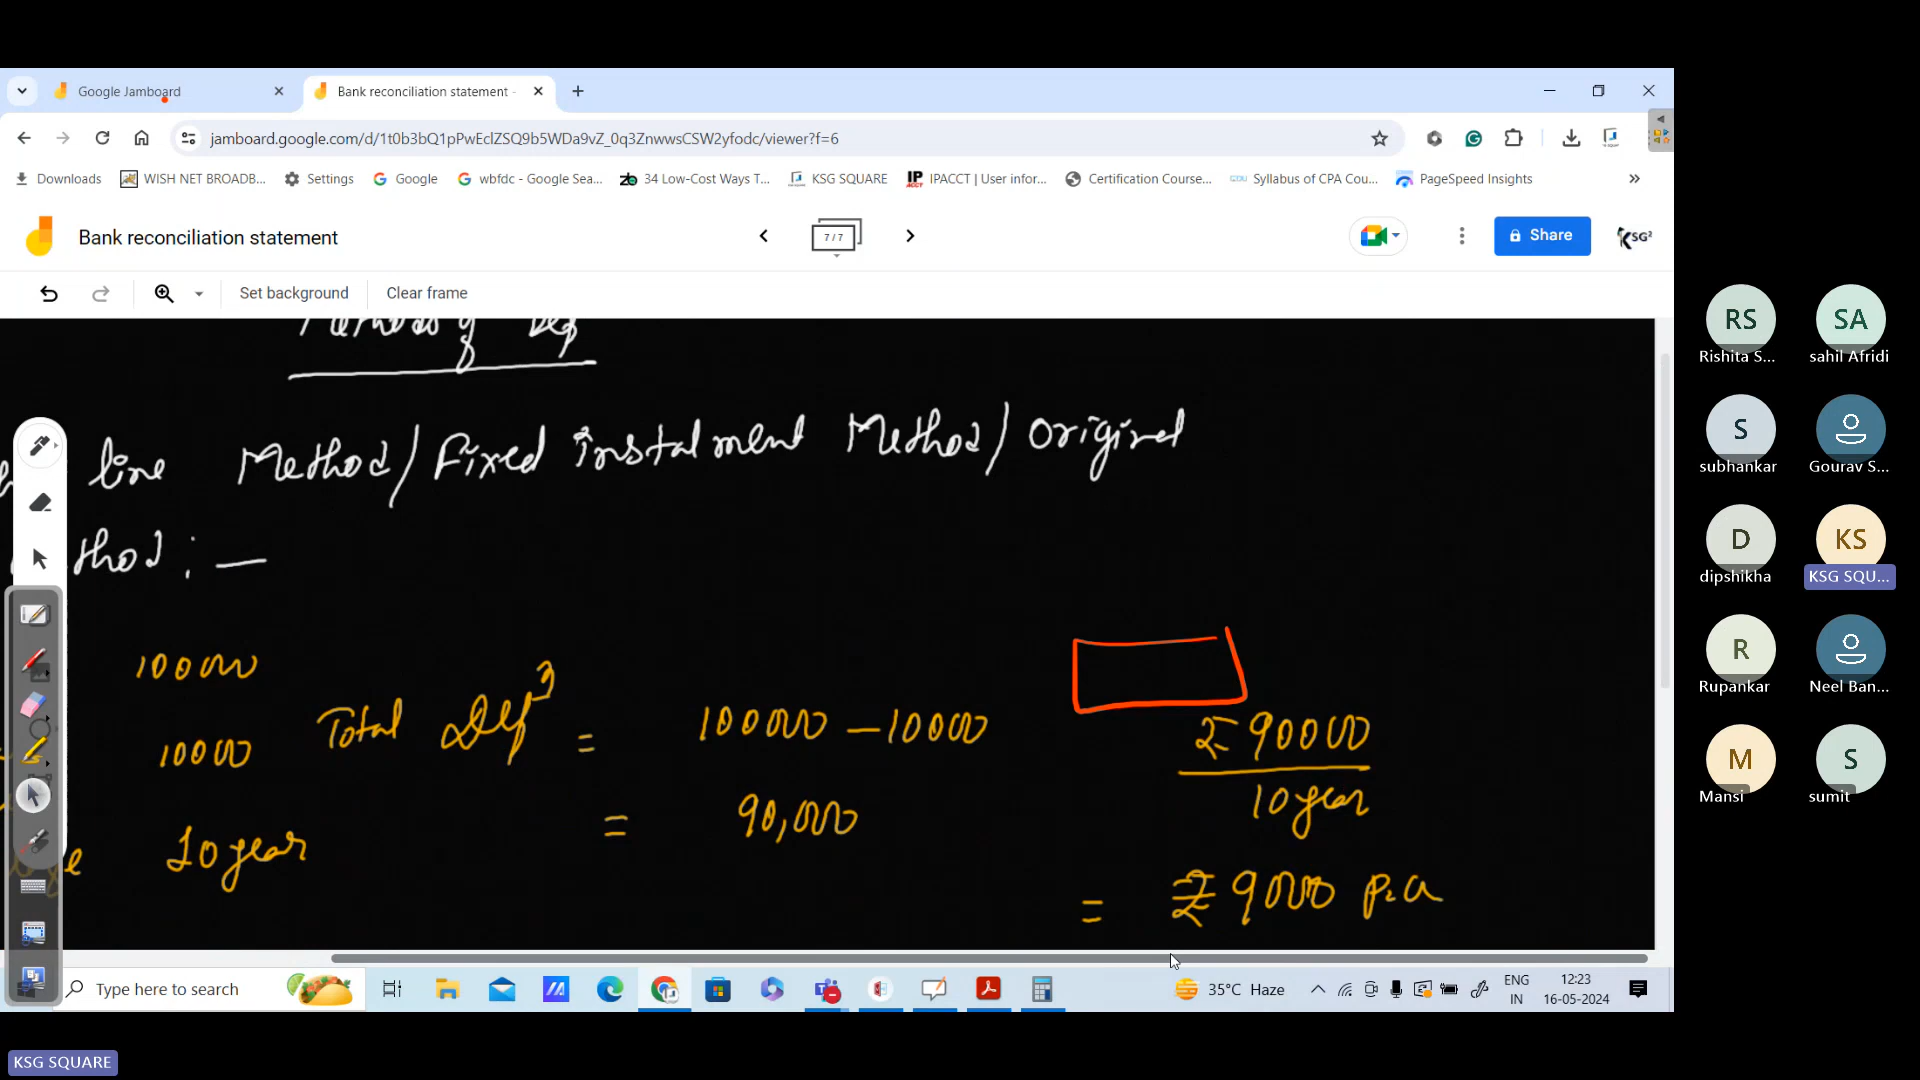 Google Jamboard
Bank reconciliation statement -
jamboard.google.com/d/1t0b3bQ1pPwEclZSQ9b5WDa9vZ_0q3ZnwwsCSW2yfodc/viewer?f=6
Downloads WISH NET BROADB... Settings Google wbfdc - Google Sea... 34 Low-Cost Ways T... KSG SQUARE IPACCT | User infor... Certification Course... Syllabus of CPA Cou... PageSpeed Insights »
Bank reconciliation statement
7 / 7
Share
KSG²
Set background Clear frame
Methods of Dep
line Method/Fixed instalment Method/Original
thod : —
100000
10000
10 year
Total Depⁿ = 100000 — 10000
= 90,000
₹ 90000
10 year
= ₹ 9000 p.a
Type here to search
35°C Haze
ENG
IN
12:23
16-05-2024
RS
Rishita S...
SA
sahil Afridi
S
subhankar
Gourav S...
D
dipshikha
KS
KSG SQU...
R
Rupankar
Neel Ban...
M
Mansi
S
sumit
KSG SQUARE